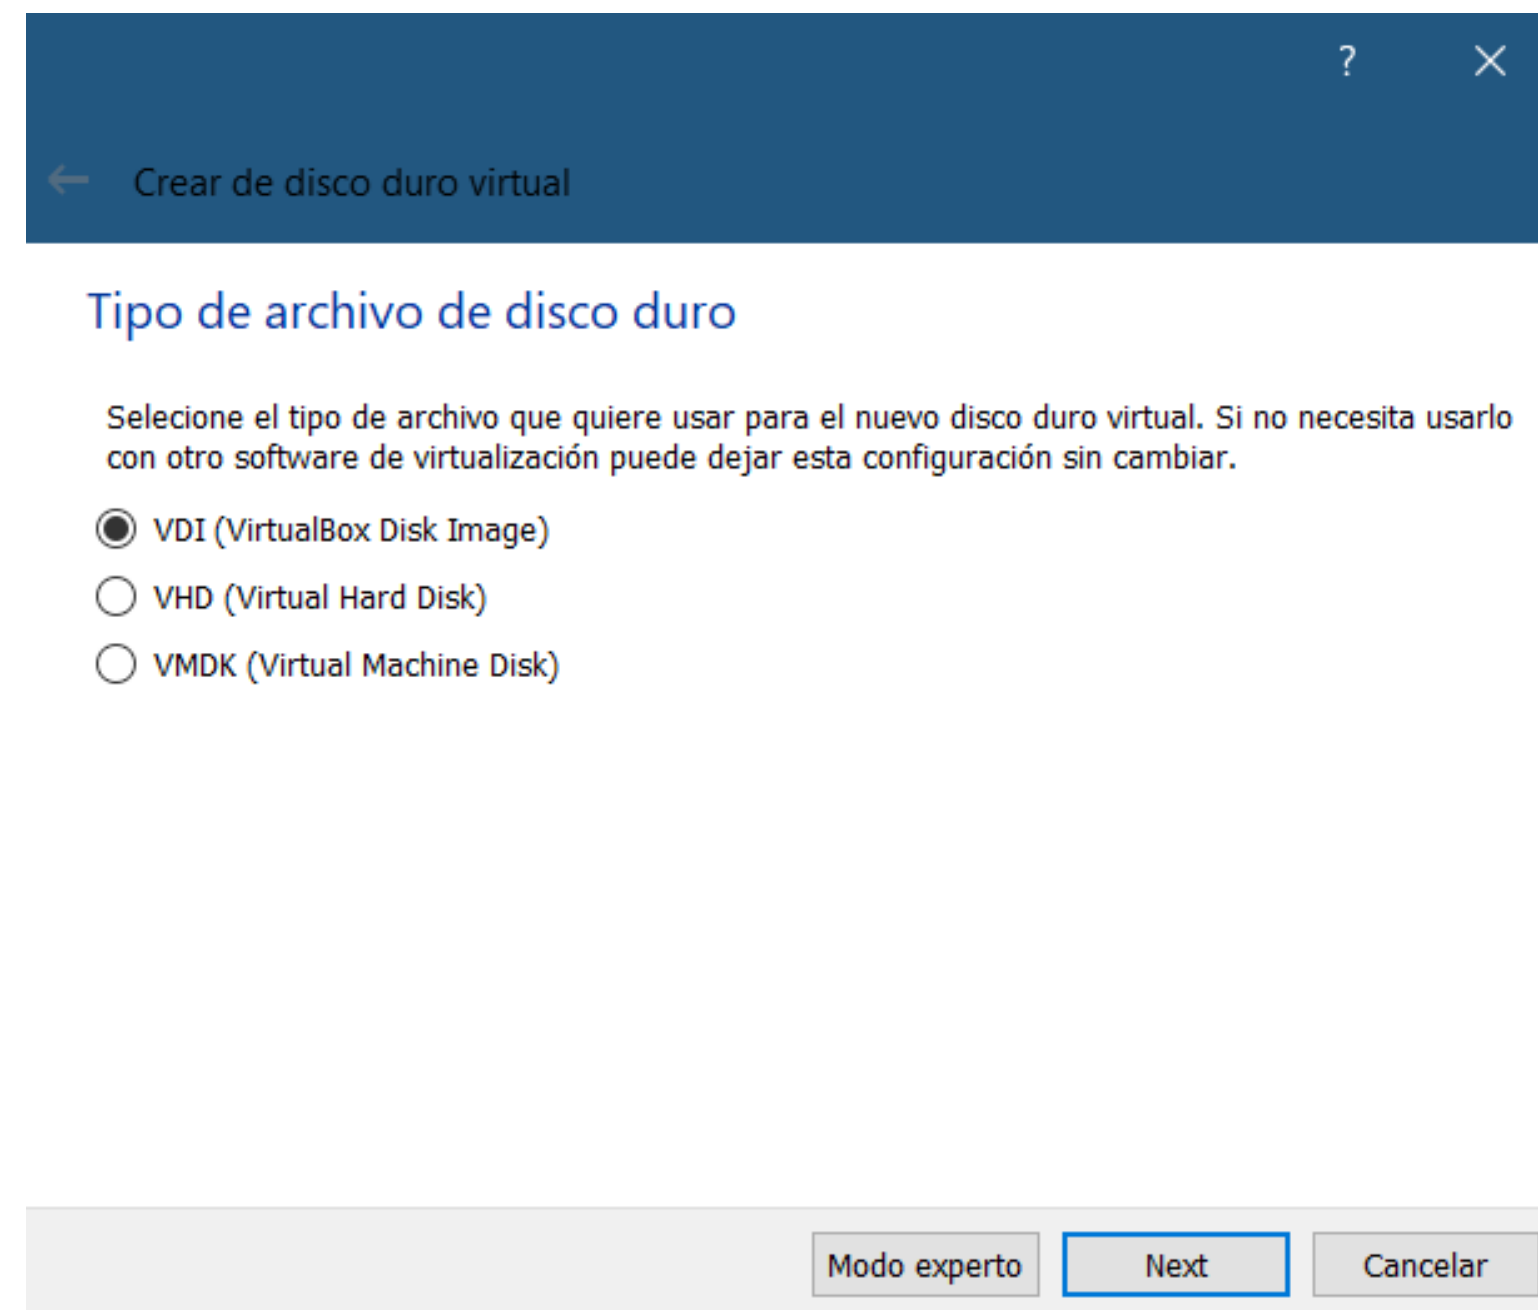 ?
Crear de disco duro virtual
Tipo de archivo de disco duro
Selecione el tipo de archivo que quiere usar para el nuevo disco duro virtual. Si no necesita usarlo
con otro software de virtualización puede dejar esta configuración sin cambiar.
VDI (VirtualBox Disk Image)
VHD (Virtual Hard Disk)
VMDK (Virtual Machine Disk)
Modo experto Next Cancelar